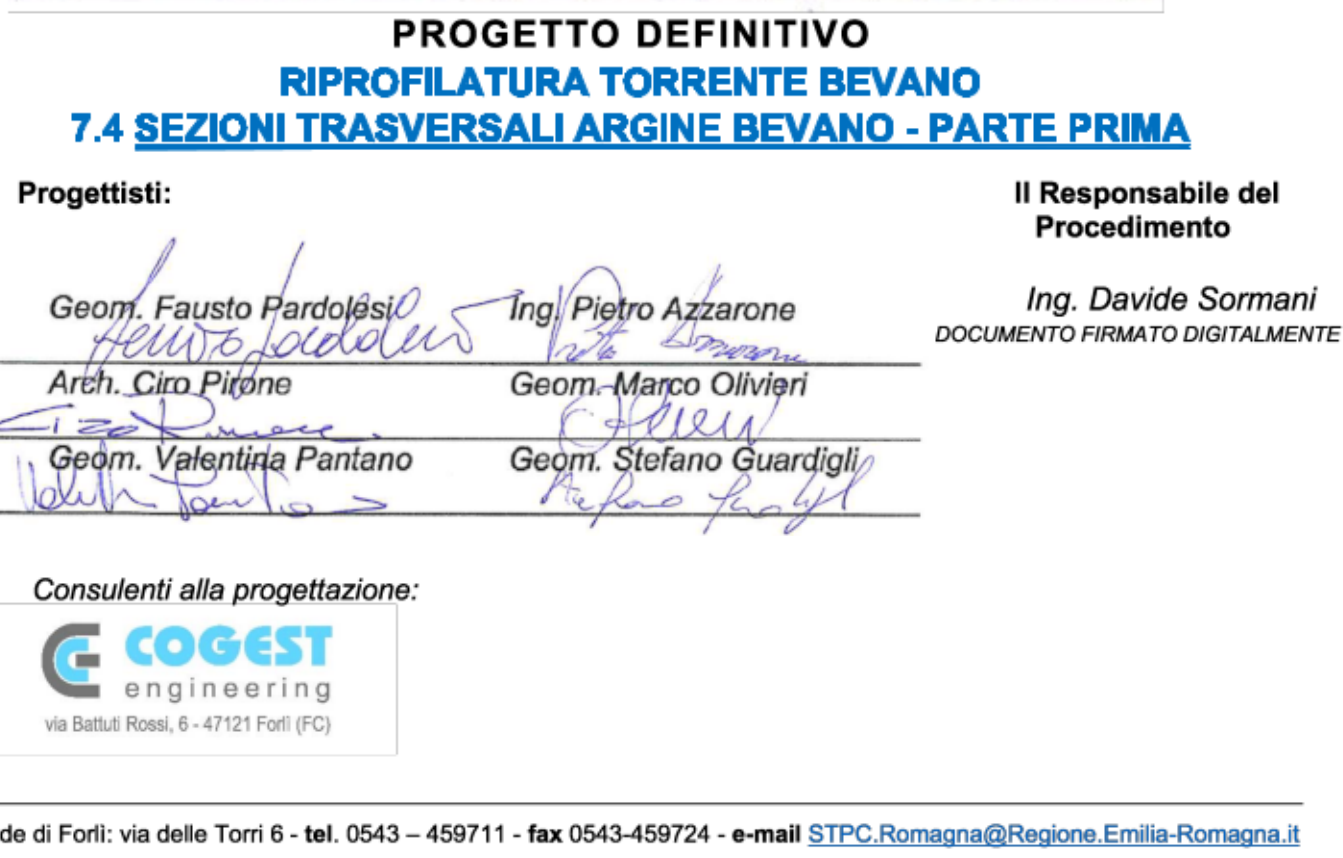 PROGETTO DEFINITIVO
RIPROFILATURA TORRENTE BEVANO
7.4 SEZIONI TRASVERSALI ARGINE BEVANO - PARTE PRIMA
Progettisti:
Il Responsabile del
Procedimento
Geom. Fausto Pardolesi
Ing. Pietro Azzarone
Ing. Davide Sormani
DOCUMENTO FIRMATO DIGITALMENTE
Arch. Ciro Pirone
Geom. Marco Olivieri
Geom. Valentina Pantano
Geom. Stefano Guardigli
Consulenti alla progettazione:
COGEST
engineering
via Battuti Rossi, 6 - 47121 Forlì (FC)
de di Forlì: via delle Torri 6 - tel. 0543 – 459711 - fax 0543-459724 - e-mail STPC.Romagna@Regione.Emilia-Romagna.it